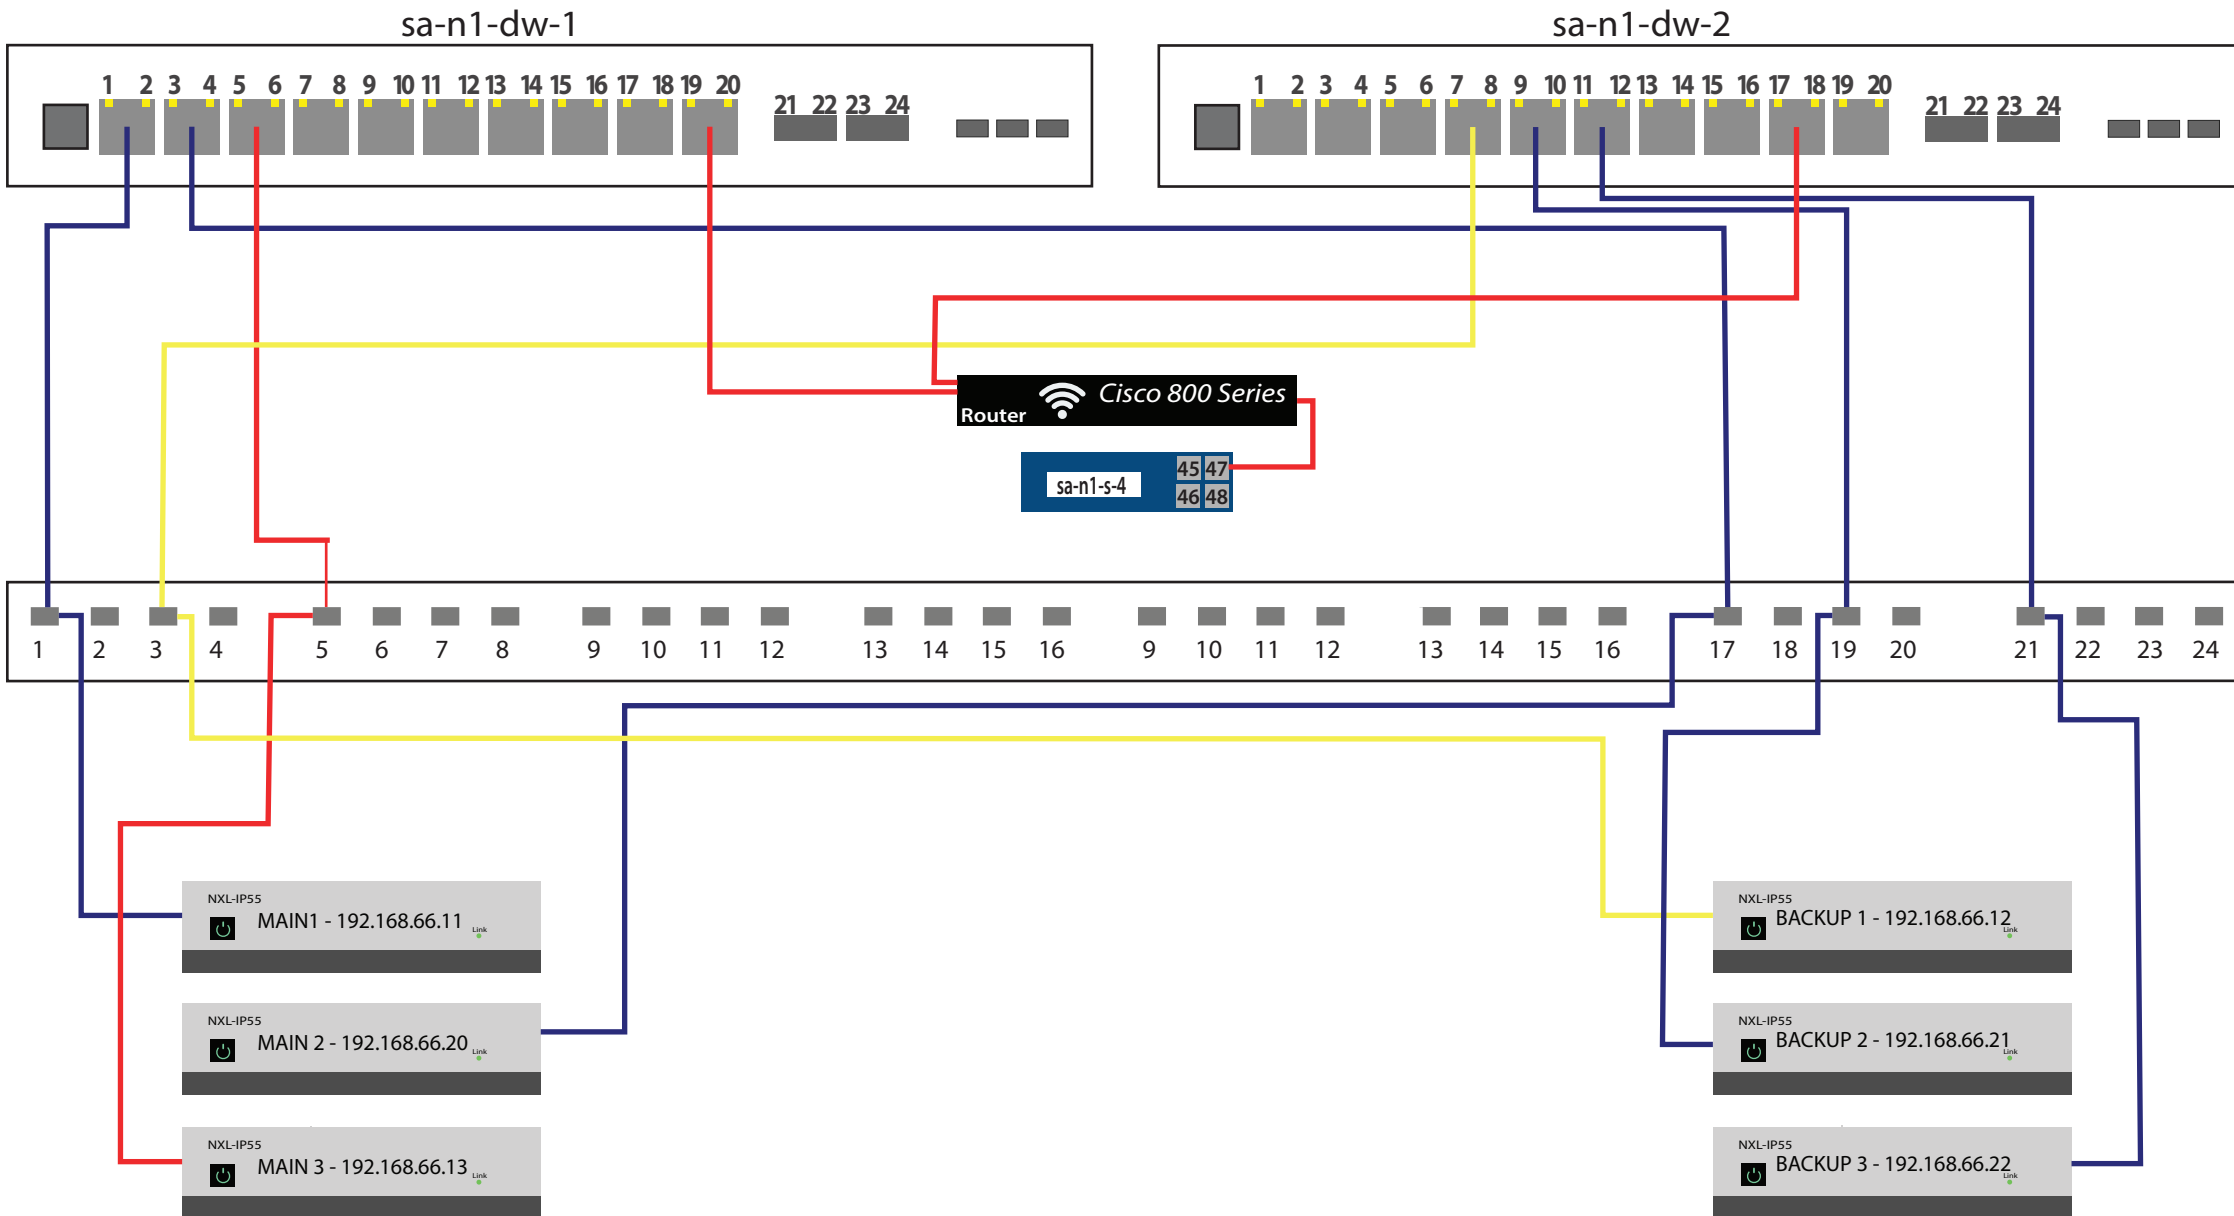 sa-n1-dw-1
sa-n1-dw-2
1 2 3 4 5 6 7 8 9 10 11 12 13 14 15 16 17 18 19 20
21 22 23 24
1 2 3 4 5 6 7 8 9 10 11 12 13 14 15 16 17 18 19 20
21 22 23 24
Cisco 800 Series
Router
45 47
sa-n1-s-4
46 48
1 2 3 4 5 6 7 8 9 10 11 12 13 14 15 16 9 10 11 12 13 14 15 16 17 18 19 20 21 22 23 24
NXL-IP55
MAIN1 - 192.168.66.11
Link
NXL-IP55
BACKUP 1 - 192.168.66.12
Link
NXL-IP55
MAIN 2 - 192.168.66.20
Link
NXL-IP55
BACKUP 2 - 192.168.66.21
Link
NXL-IP55
MAIN 3 - 192.168.66.13
Link
NXL-IP55
BACKUP 3 - 192.168.66.22
Link